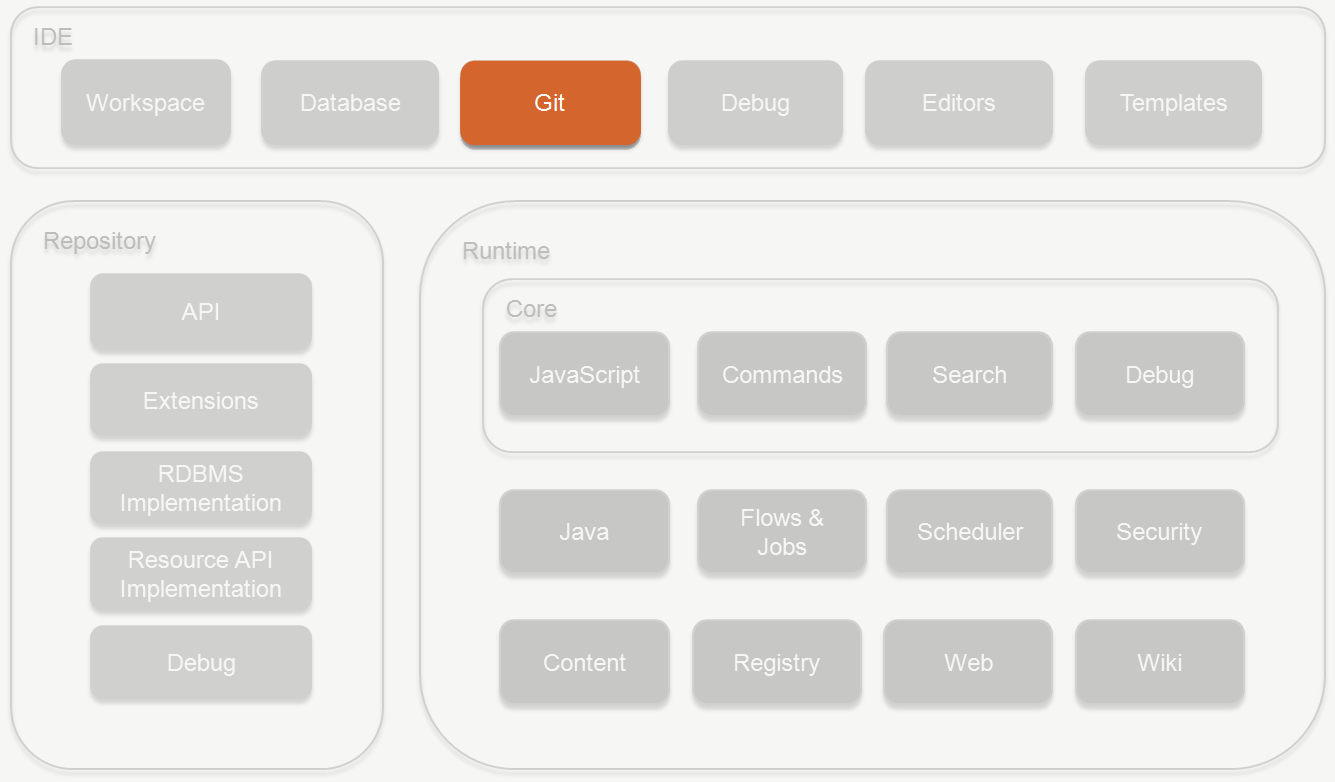 IDE
Workspace
Database
Git
Debug
Editors
Templates
Repository
API
Extensions
RDBMS
Implementation
Resource API
Implementation
Debug
Runtime
Core
JavaScript
Commands
Search
Debug
Java
Flows &
Jobs
Scheduler
Security
Content
Registry
Web
Wiki